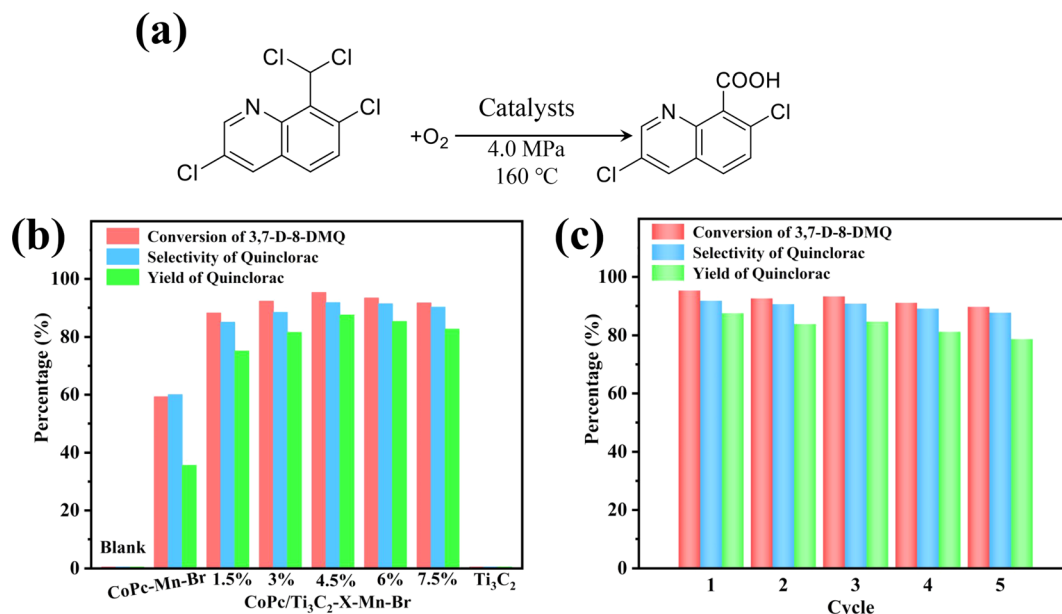 (a)
Cl
Cl
N
Cl
Cl
+O₂
Catalysts
4.0 MPa
160 °C
COOH
N
Cl
Cl
(b)
Conversion of 3,7-D-8-DMQ
Selectivity of Quinclorac
Yield of Quinclorac
Percentage (%)
100
80
60
40
20
0
Blank
CoPc-Mn-Br
1.5%
3%
4.5%
6%
7.5%
Ti₃C₂
CoPc/Ti₃C₂-X-Mn-Br
(c)
Conversion of 3,7-D-8-DMQ
Selectivity of Quinclorac
Yield of Quinclorac
Percentage (%)
100
80
60
40
20
0
1
2
3
4
5
Cycle